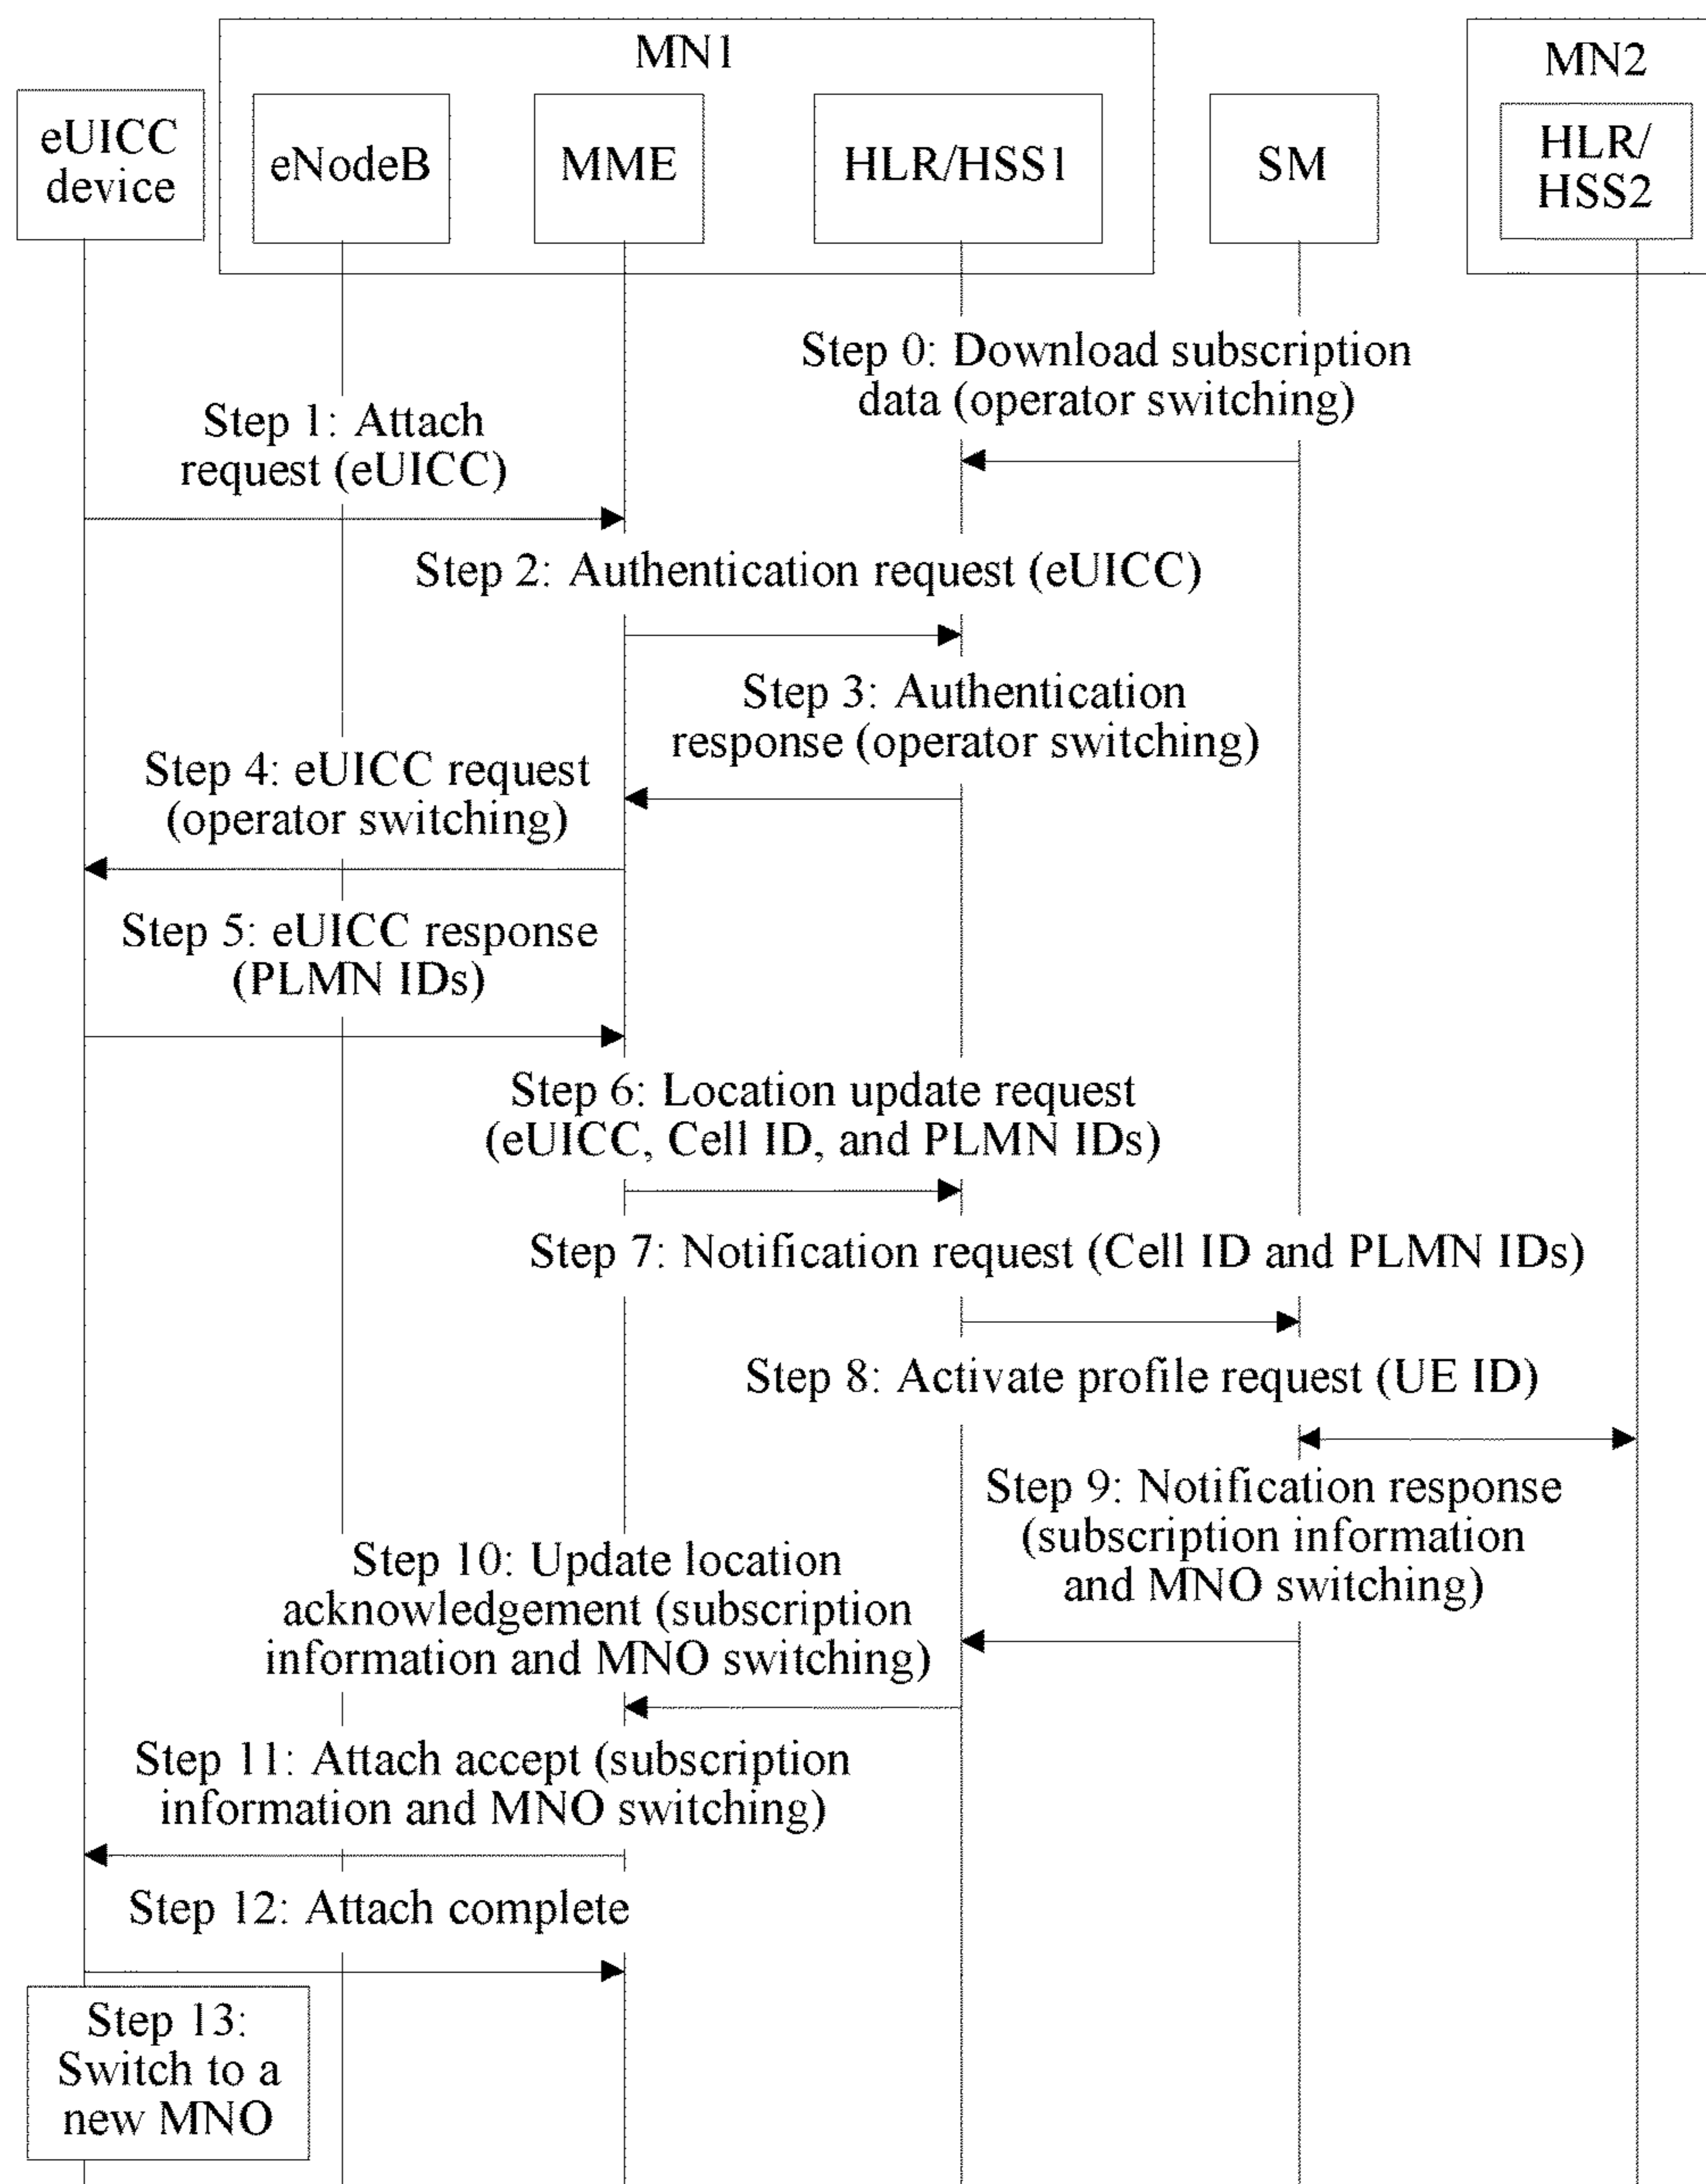 MN1
MN2
eUICC
device
eNodeB
MME
HLR/HSS1
SM
HLR/
HSS2
Step 0: Download subscription
data (operator switching)
Step 1: Attach
request (eUICC)
Step 2: Authentication request (eUICC)
Step 3: Authentication
response (operator switching)
Step 4: eUICC request
(operator switching)
Step 5: eUICC response
(PLMN IDs)
Step 6: Location update request
(eUICC, Cell ID, and PLMN IDs)
Step 7: Notification request (Cell ID and PLMN IDs)
Step 8: Activate profile request (UE ID)
Step 9: Notification response
(subscription information
and MNO switching)
Step 10: Update location
acknowledgement (subscription
information and MNO switching)
Step 11: Attach accept (subscription
information and MNO switching)
Step 12: Attach complete
Step 13:
Switch to a
new MNO